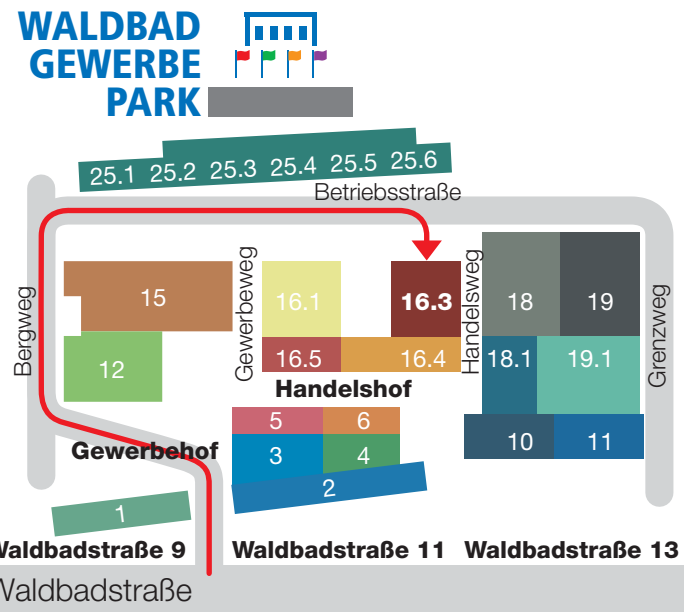 WALDBAD
GEWERBE
PARK
25.1 25.2 25.3 25.4 25.5 25.6
Betriebsstraße
Bergweg
15
12
Gewerbeweg
16.1
16.3
16.5
16.4
Handelsweg
18
19
18.1
19.1
Grenzweg
Handelshof
5
6
3
4
2
10
11
Gewerbehof
1
Waldbadstraße 9
Waldbadstraße 11
Waldbadstraße 13
Waldbadstraße